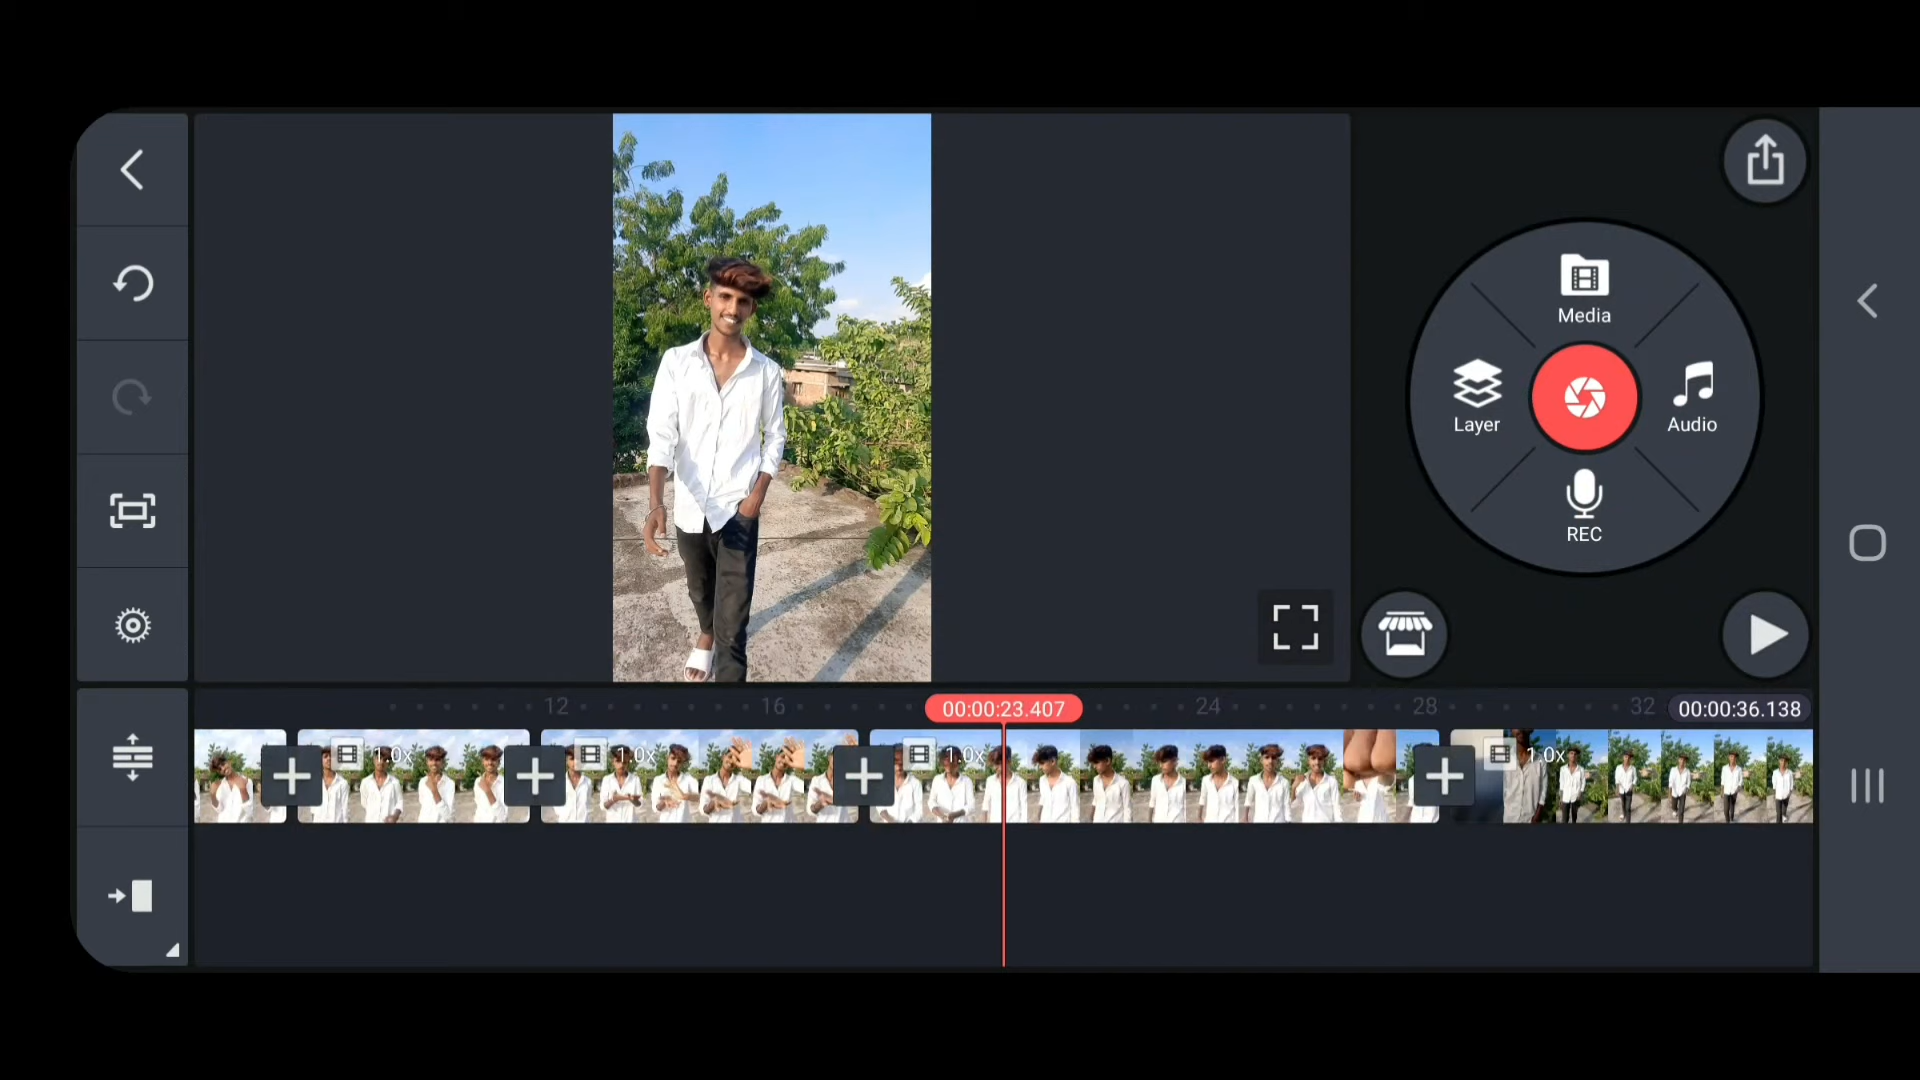 Media
Layer
Audio
REC
12
16
00:00:23.407
24
28
32
00:00:36.138
1.0x
1.0x
1.0x
1.0x